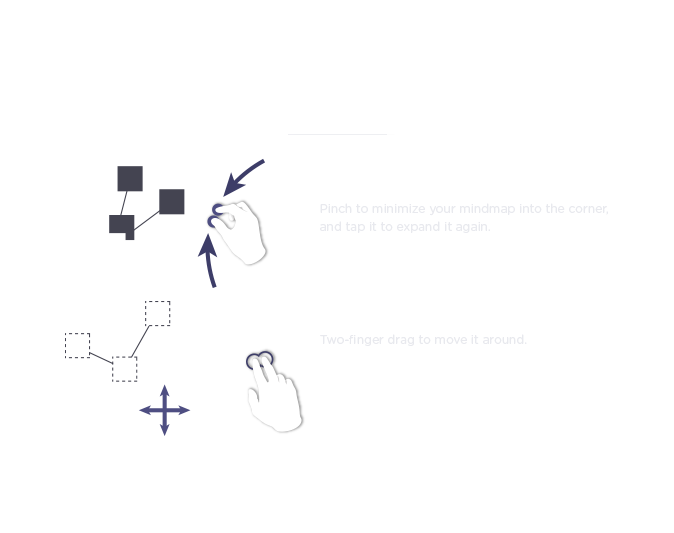 Pinch to minimize your mindmap into the corner,
and tap it to expand it again.
Two-finger drag to move it around.